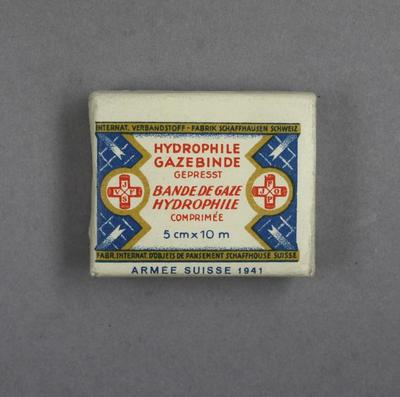 INTERNAT. VERBANDSTOFF - FABRIK SCHAFFHAUSEN SCHWEIZ
HYDROPHILE
GAZEBINDE
GEPRESST
BANDE DE GAZE
HYDROPHILE
COMPRIMÉE
5 cm x 10 m
J
V F
S
F
J O
P
FABR. INTERNAT. D'OBJETS DE PANSEMENT SCHAFFHOUSE SUISSE
ARMÉE SUISSE 1941